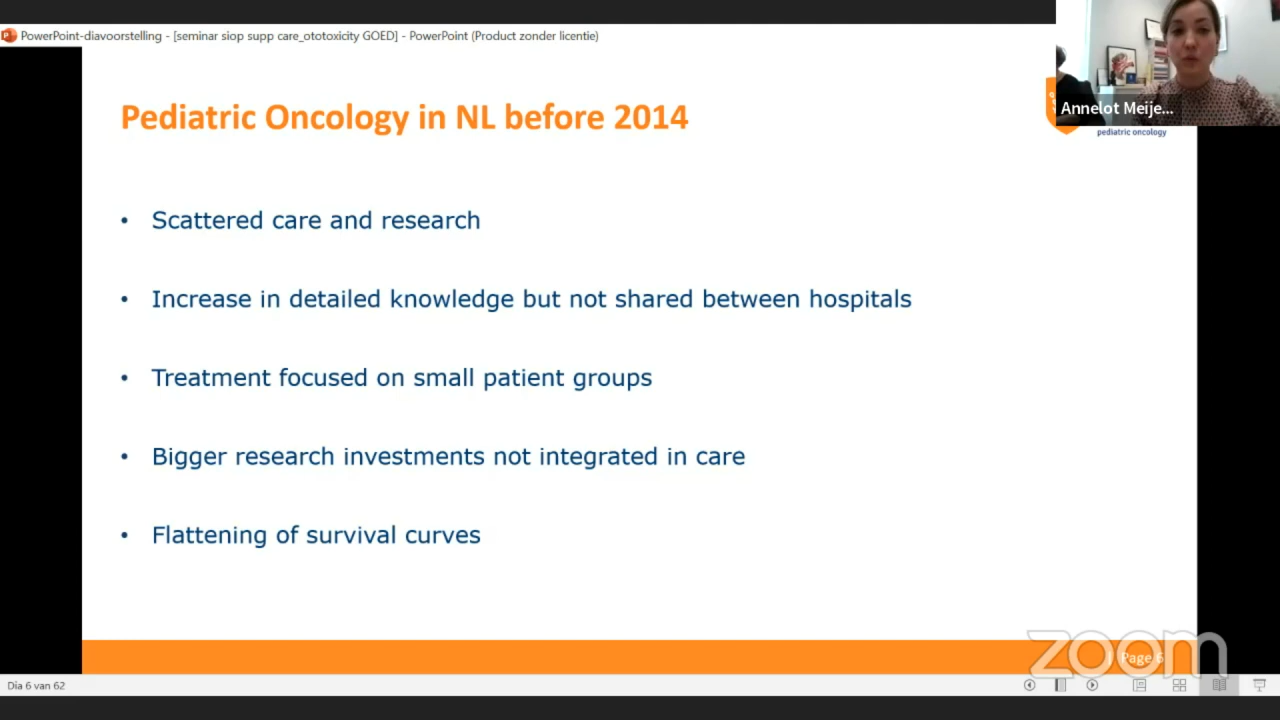 PowerPoint-diavoorstelling - [seminar siop supp care_ototoxicity GOED] - PowerPoint (Product zonder licentie)
Annelot Meije...
pediatric oncology
Pediatric Oncology in NL before 2014
• Scattered care and research
• Increase in detailed knowledge but not shared between hospitals
• Treatment focused on small patient groups
• Bigger research investments not integrated in care
• Flattening of survival curves
Page 6
zoom
Dia 6 van 62